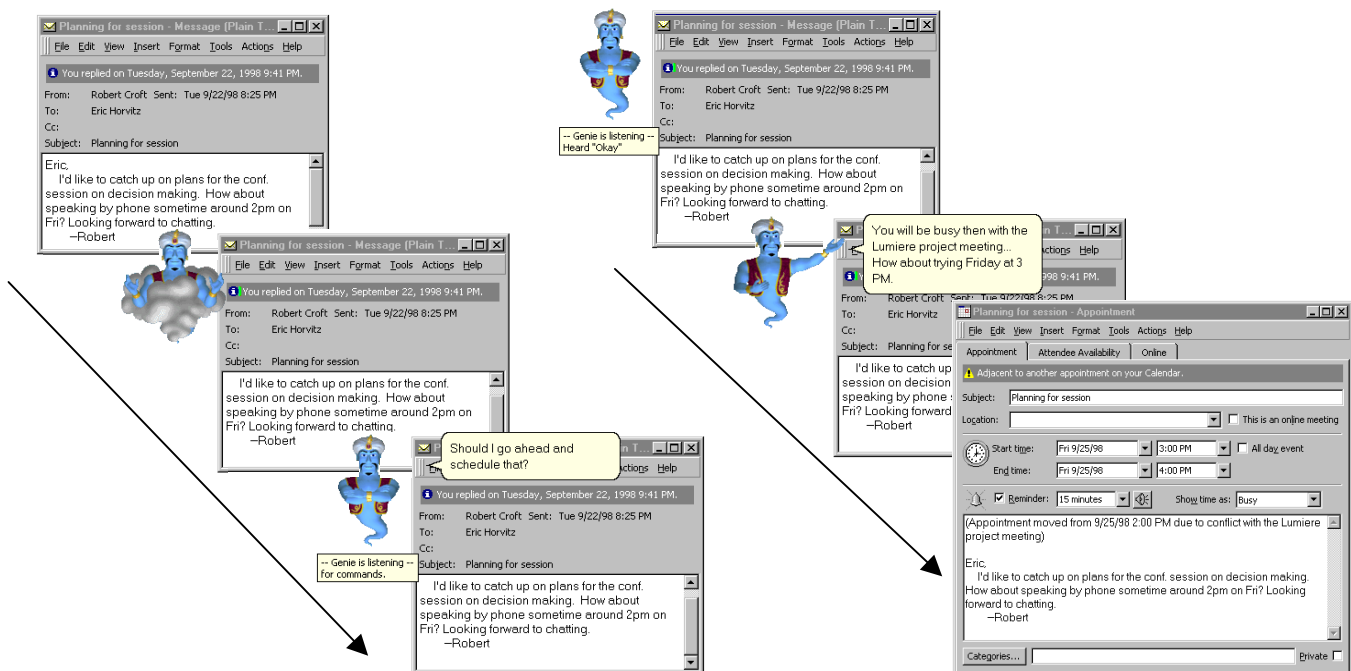 Planning for session - Message (Plain T...
File Edit View Insert Format Tools Actions Help
You replied on Tuesday, September 22, 1998 9:41 PM.
From: Robert Croft Sent: Tue 9/22/98 8:25 PM
To: Eric Horvitz
Cc:
Subject: Planning for session
Eric,
I'd like to catch up on plans for the conf.
session on decision making. How about
speaking by phone sometime around 2pm on
Fri? Looking forward to chatting.
--Robert
Planning for session - Message (Plain T...
File Edit View Insert Format Tools Actions Help
You replied on Tuesday, September 22, 1998 9:41 PM.
From: Robert Croft Sent: Tue 9/22/98 8:25 PM
To: Eric Horvitz
Cc:
Subject: Planning for session
I'd like to catch up on plans for the conf.
session on decision making. How about
speaking by phone sometime around 2pm on
Fri? Looking forward to chatting.
--Robert
Should I go ahead and
schedule that?
in T...
Actions Help
You replied on Tuesday, September 22, 1998 9:41 PM.
From: Robert Croft Sent: Tue 9/22/98 8:25 PM
To: Eric Horvitz
Cc:
Subject: Planning for session
-- Genie is listening --
for commands.
I'd like to catch up on plans for the conf.
session on decision making. How about
speaking by phone sometime around 2pm on
Fri? Looking forward to chatting.
--Robert
Planning for session - Message (Plain T...
File Edit View Insert Format Tools Actions Help
You replied on Tuesday, September 22, 1998 9:41 PM.
From: Robert Croft Sent: Tue 9/22/98 8:25 PM
To: Eric Horvitz
Cc:
Subject: Planning for session
-- Genie is listening --
Heard "Okay"
I'd like to catch up on plans for the conf.
session on decision making. How about
speaking by phone sometime around 2pm on
Fri? Looking forward to chatting.
--Robert
You will be busy then with the
Lumiere project meeting...
How about trying Friday at 3
PM.
ain T...
Actions Help
1998 9:41 PM.
From: Robert Croft Sent: Tue 9/22/98 8:25 PM
To: Eric Horvitz
Cc:
Subject: Planning for se
I'd like to catch up
session on decision
speaking by phone
Fri? Looking forward
--Robert
Planning for session - Appointment
File Edit View Insert Format Tools Actions Help
Appointment Attendee Availability Online
Adjacent to another appointment on your Calendar.
Subject: Planning for session
Location: This is an online meeting
Start time: Fri 9/25/98 3:00 PM All day event
End time: Fri 9/25/98 4:00 PM
Reminder: 15 minutes Show time as: Busy
(Appointment moved from 9/25/98 2:00 PM due to conflict with the Lumiere
project meeting)
Eric,
I'd like to catch up on plans for the conf. session on decision making.
How about speaking by phone sometime around 2pm on Fri? Looking
forward to chatting.
--Robert
Categories... Private